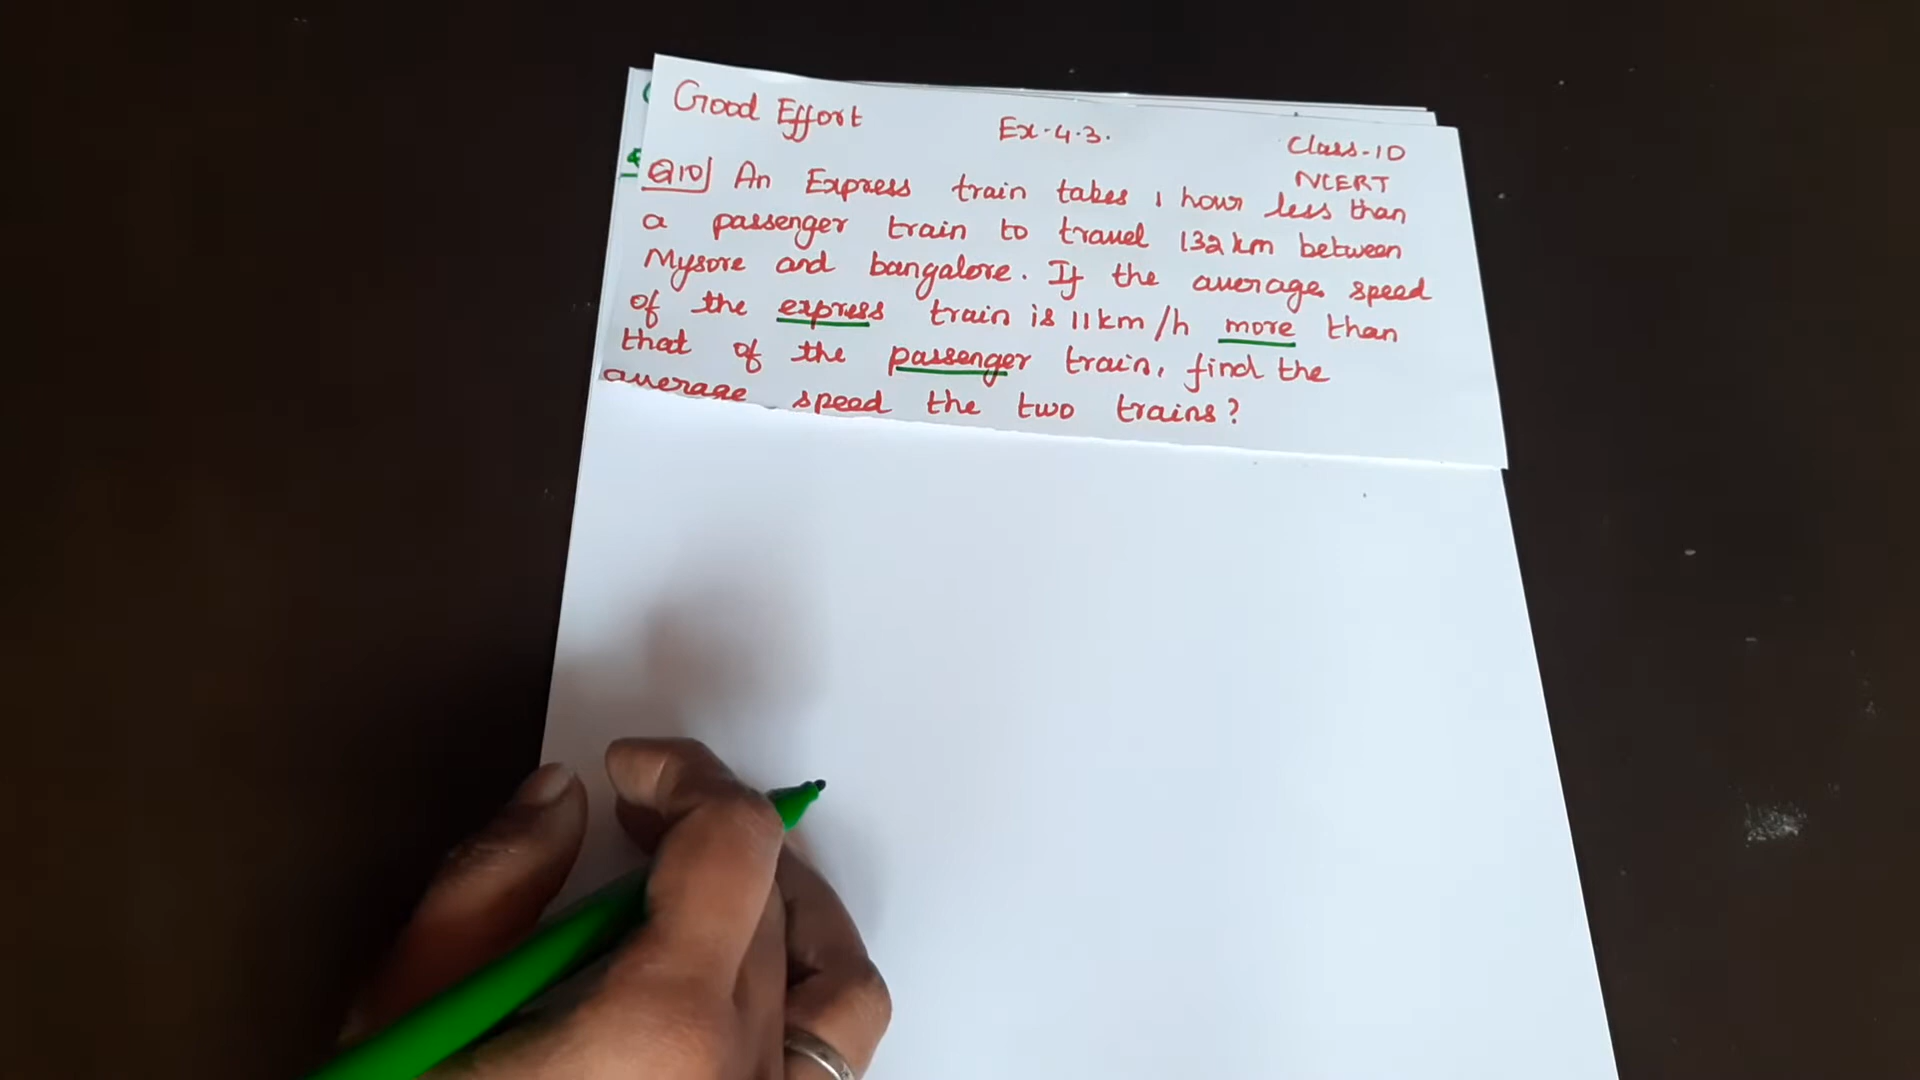 Good Effort Ex-4.3. Class-10
NCERT
Q10] An Express train takes 1 hour less than
a passenger train to travel 132 km between
Mysore and bangalore. If the average speed
of the express train is 11 km/h more than
that of the passenger train, find the
average speed the two trains?